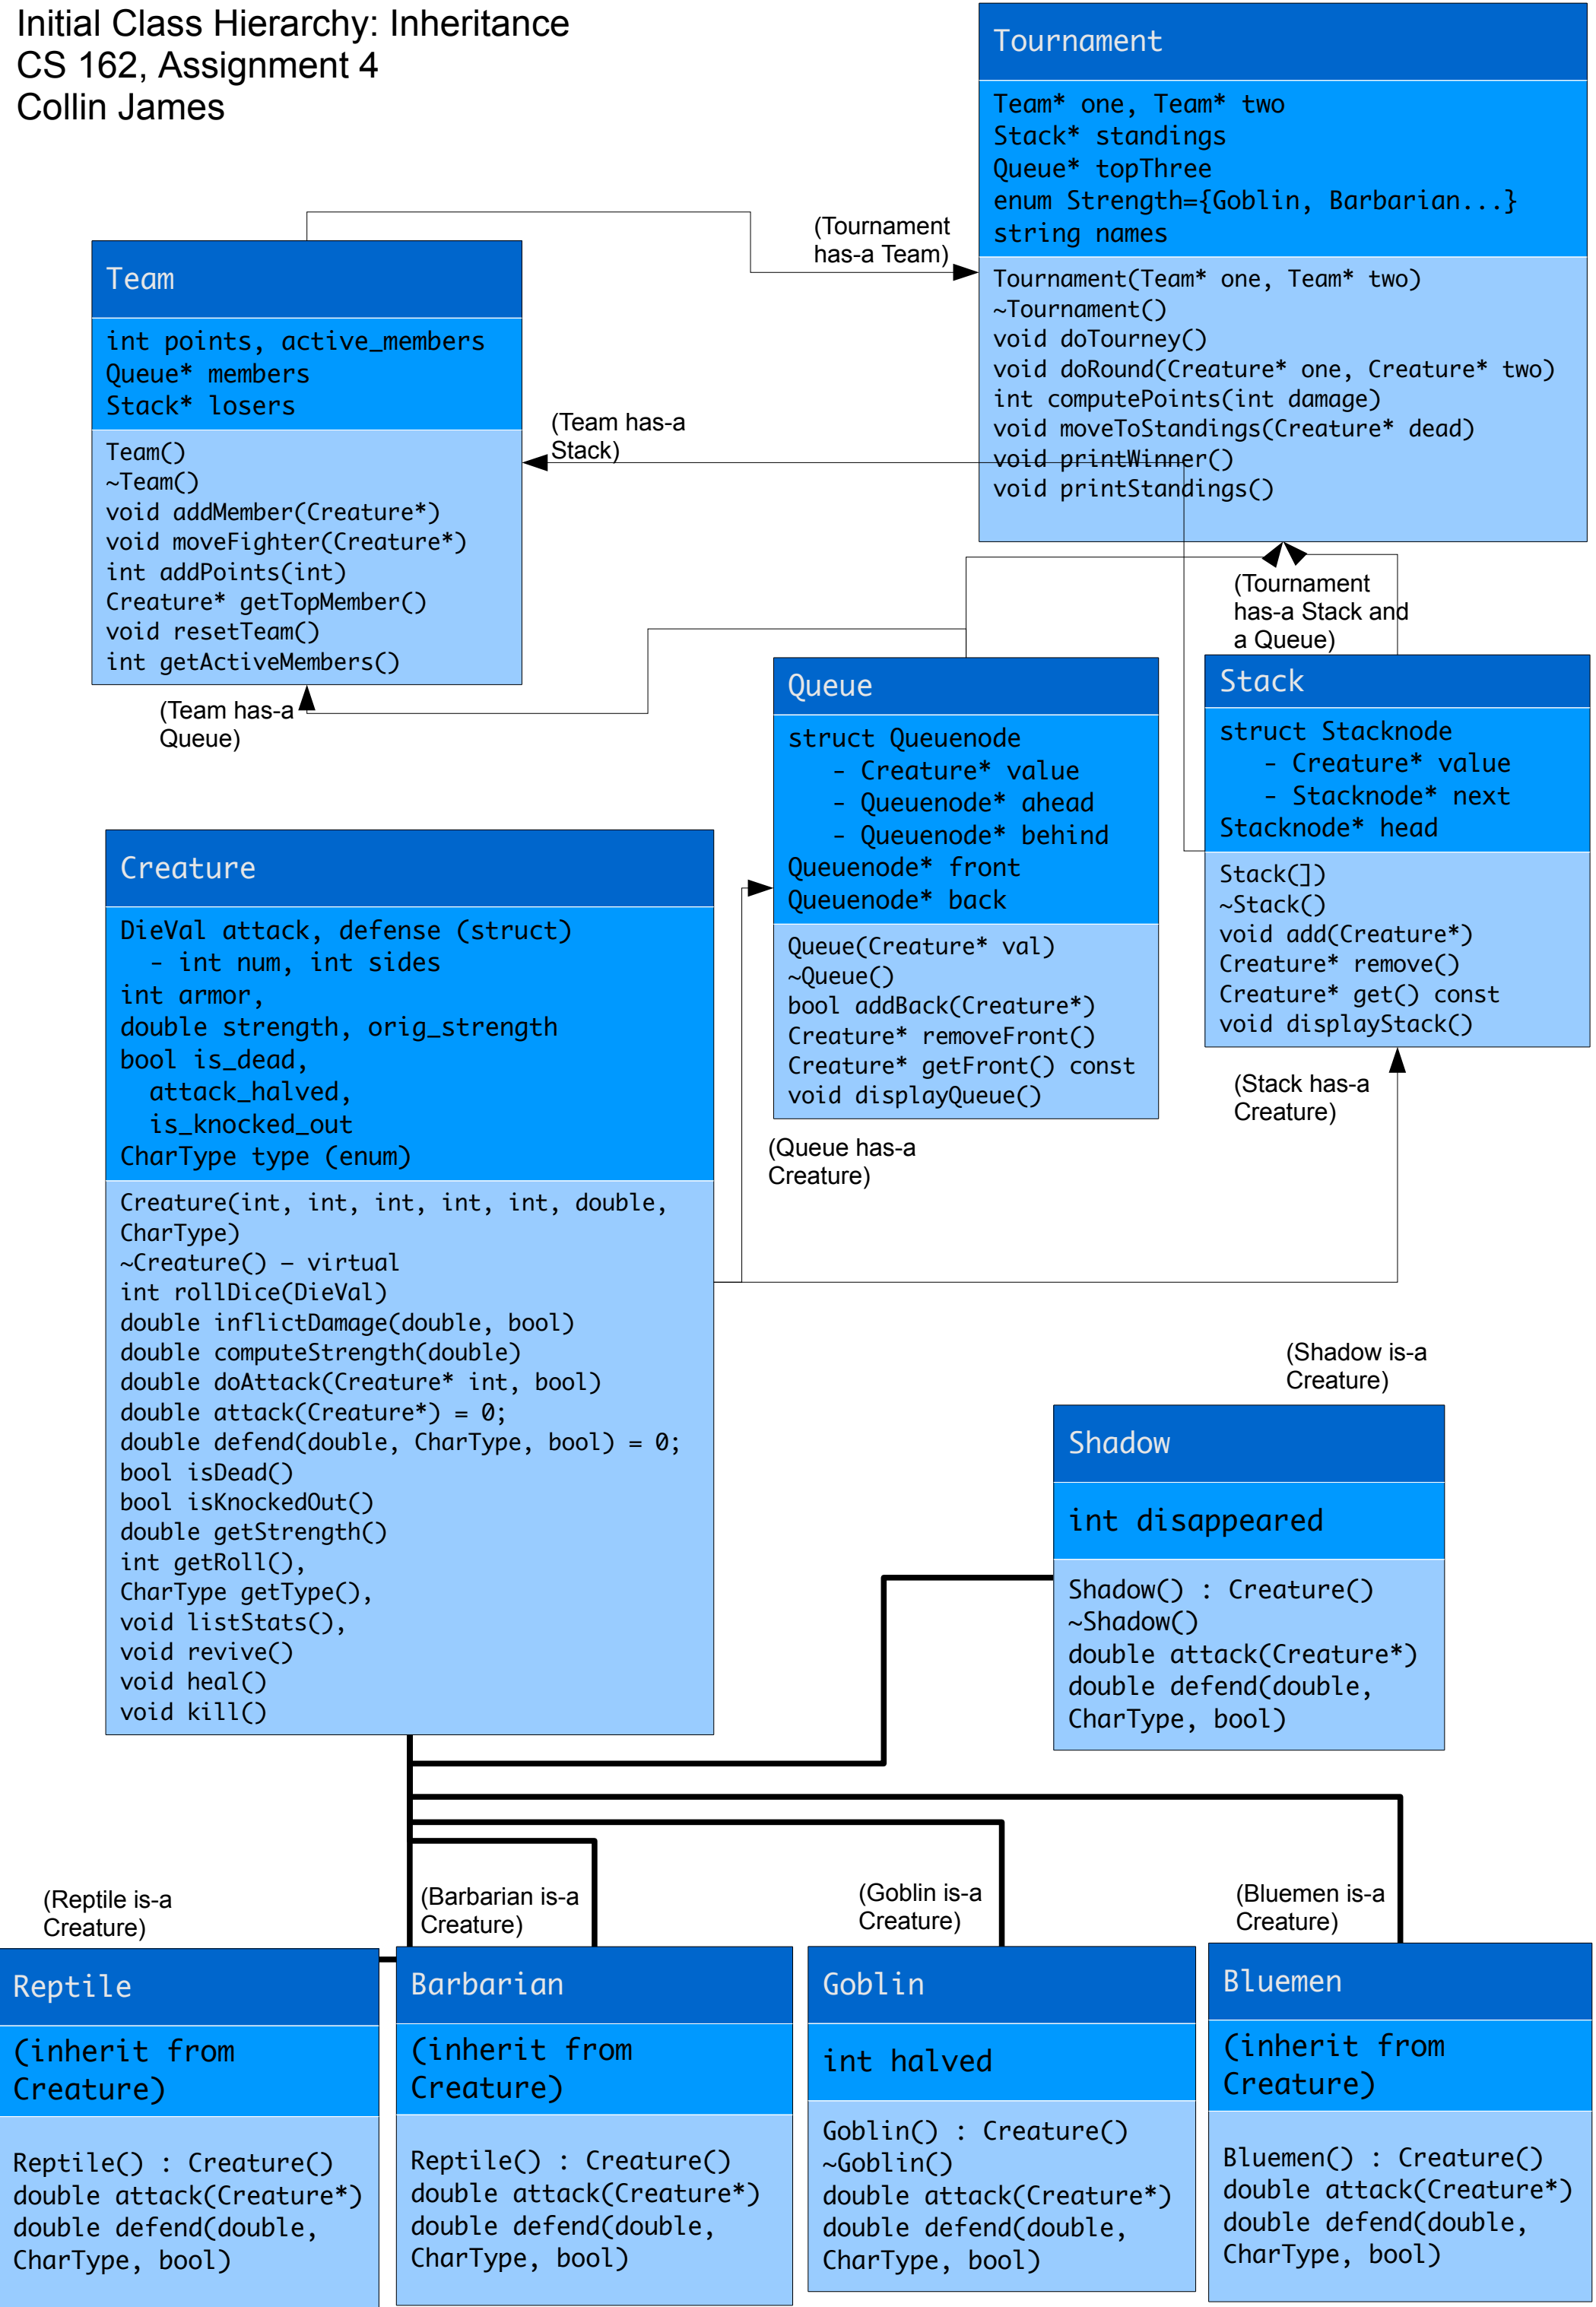 Initial Class Hierarchy: Inheritance
CS 162, Assignment 4
Collin James
Tournament
Team* one, Team* two
Stack* standings
Queue* topThree
enum Strength={Goblin, Barbarian...}
string names
Tournament(Team* one, Team* two)
~Tournament()
void doTourney()
void doRound(Creature* one, Creature* two)
int computePoints(int damage)
void moveToStandings(Creature* dead)
void printWinner()
void printStandings()
(Tournament
has-a Team)
Team
int points, active_members
Queue* members
Stack* losers
Team()
~Team()
void addMember(Creature*)
void moveFighter(Creature*)
int addPoints(int)
Creature* getTopMember()
void resetTeam()
int getActiveMembers()
(Team has-a
Stack)
(Team has-a
Queue)
(Tournament
has-a Stack and
a Queue)
Queue
struct Queuenode
- Creature* value
- Queuenode* ahead
- Queuenode* behind
Queuenode* front
Queuenode* back
Queue(Creature* val)
~Queue()
bool addBack(Creature*)
Creature* removeFront()
Creature* getFront() const
void displayQueue()
(Queue has-a
Creature)
Stack
struct Stacknode
- Creature* value
- Stacknode* next
Stacknode* head
Stack(])
~Stack()
void add(Creature*)
Creature* remove()
Creature* get() const
void displayStack()
(Stack has-a
Creature)
Creature
DieVal attack, defense (struct)
- int num, int sides
int armor,
double strength, orig_strength
bool is_dead,
attack_halved,
is_knocked_out
CharType type (enum)
Creature(int, int, int, int, int, double,
CharType)
~Creature() – virtual
int rollDice(DieVal)
double inflictDamage(double, bool)
double computeStrength(double)
double doAttack(Creature* int, bool)
double attack(Creature*) = 0;
double defend(double, CharType, bool) = 0;
bool isDead()
bool isKnockedOut()
double getStrength()
int getRoll(),
CharType getType(),
void listStats(),
void revive()
void heal()
void kill()
(Shadow is-a
Creature)
Shadow
int disappeared
Shadow() : Creature()
~Shadow()
double attack(Creature*)
double defend(double,
CharType, bool)
(Reptile is-a
Creature)
Reptile
(inherit from
Creature)
Reptile() : Creature()
double attack(Creature*)
double defend(double,
CharType, bool)
(Barbarian is-a
Creature)
Barbarian
(inherit from
Creature)
Reptile() : Creature()
double attack(Creature*)
double defend(double,
CharType, bool)
(Goblin is-a
Creature)
Goblin
int halved
Goblin() : Creature()
~Goblin()
double attack(Creature*)
double defend(double,
CharType, bool)
(Bluemen is-a
Creature)
Bluemen
(inherit from
Creature)
Bluemen() : Creature()
double attack(Creature*)
double defend(double,
CharType, bool)